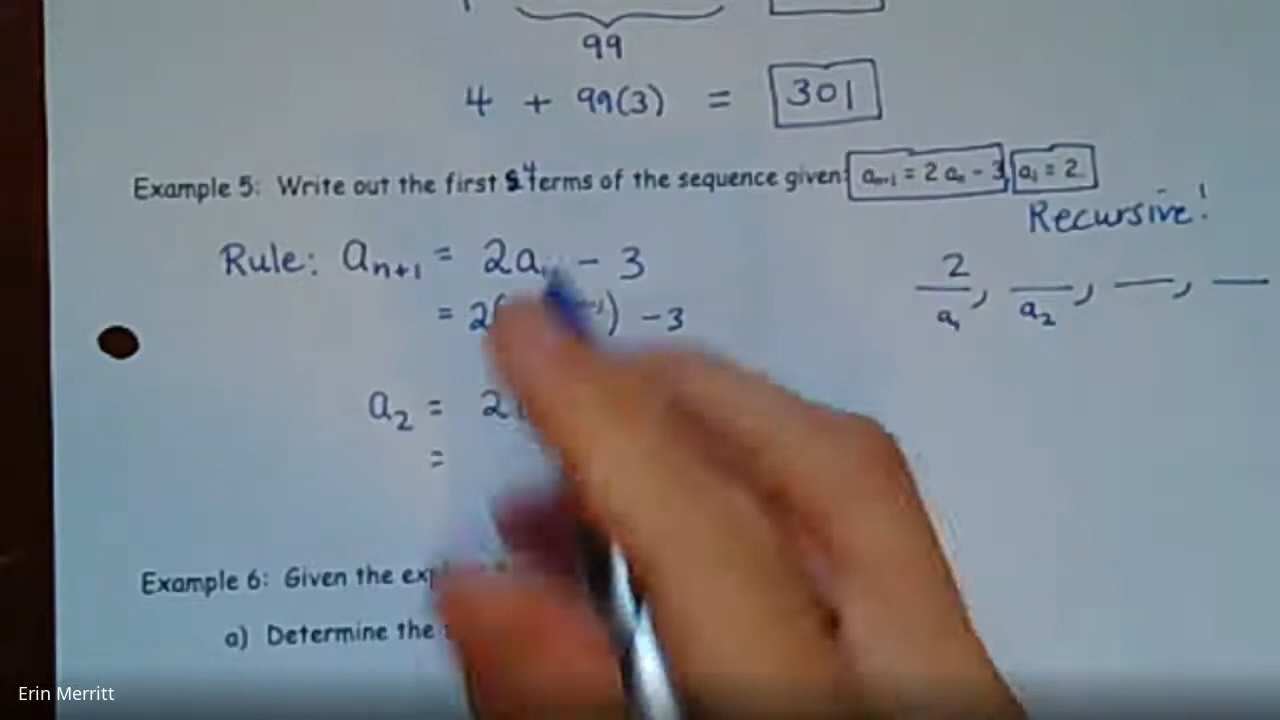 99
4 + 99(3) = 301
Example 5: Write out the first 4 terms of the sequence given: aₙ₊₁ = 2 aₙ - 3, a₁ = 2.
Recursive!
Rule: aₙ₊₁ = 2a - 3
= 2( ) - 3
2 , , ,
a₁ a₂
a₂ = 2
=
Example 6: Given the
a) Determine the
Erin Merritt